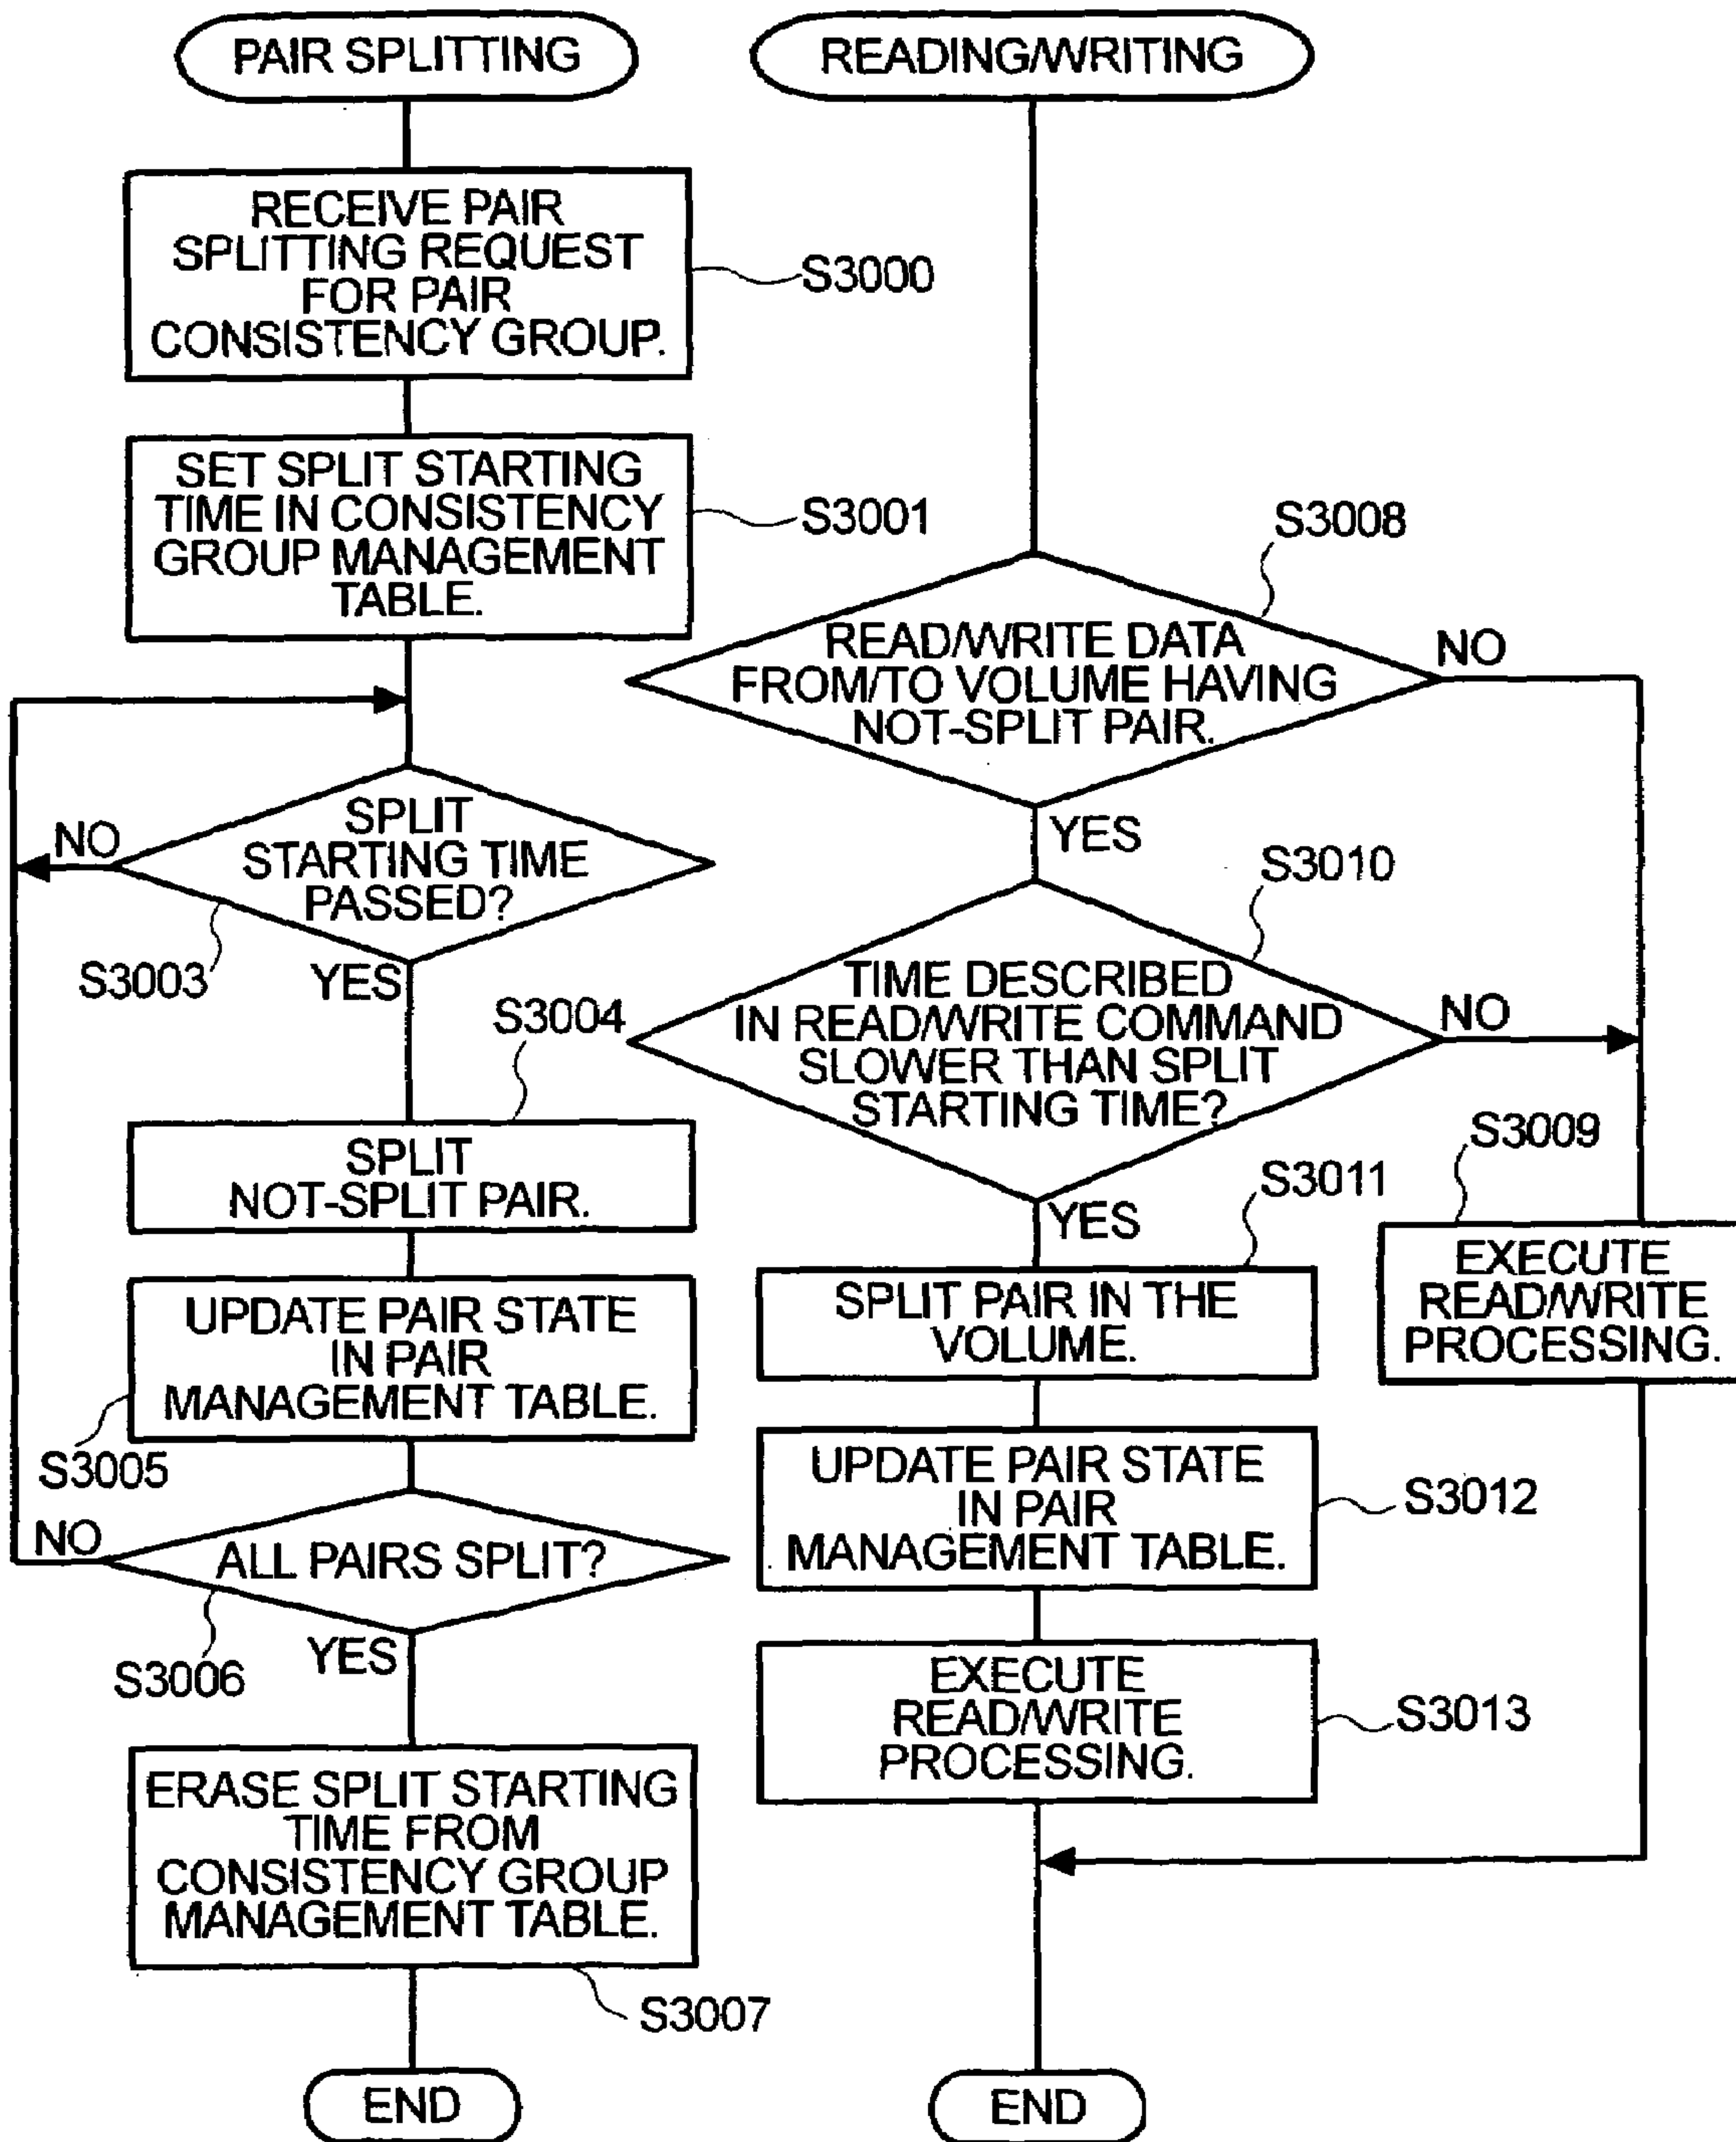 PAIR SPLITTING
RECEIVE PAIR
SPLITTING REQUEST
FOR PAIR
CONSISTENCY GROUP.
S3000
SET SPLIT STARTING
TIME IN CONSISTENCY
GROUP MANAGEMENT
TABLE.
S3001
SPLIT
STARTING TIME
PASSED?
NO
S3003
YES
S3004
SPLIT
NOT-SPLIT PAIR.
UPDATE PAIR STATE
IN PAIR
MANAGEMENT TABLE.
S3005
NO
ALL PAIRS SPLIT?
S3006
YES
ERASE SPLIT STARTING
TIME FROM
CONSISTENCY GROUP
MANAGEMENT TABLE.
S3007
END
READING/WRITING
S3008
READ/WRITE DATA
FROM/TO VOLUME HAVING
NOT-SPLIT PAIR.
NO
YES
S3010
TIME DESCRIBED
IN READ/WRITE COMMAND
SLOWER THAN SPLIT
STARTING TIME?
NO
YES
S3009
EXECUTE
READ/WRITE
PROCESSING.
S3011
SPLIT PAIR IN THE
VOLUME.
UPDATE PAIR STATE
IN PAIR
MANAGEMENT TABLE.
S3012
EXECUTE
READ/WRITE
PROCESSING.
S3013
END